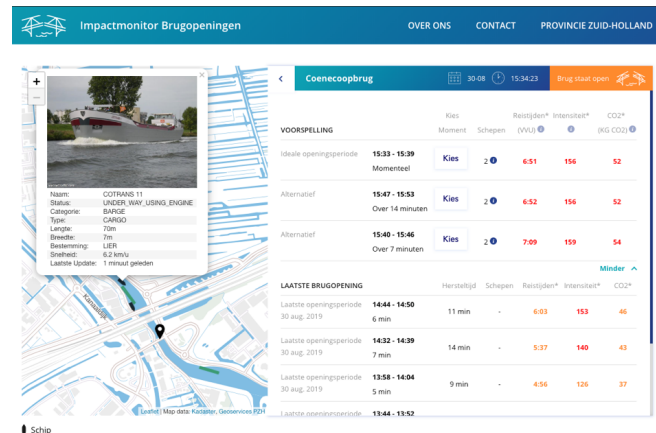 Impactmonitor Brugopeningen
OVER ONS CONTACT PROVINCIE ZUID-HOLLAND
+
−
×
Naam: COTRANS 11
Status: UNDER_WAY_USING_ENGINE
Categorie: BARGE
Type: CARGO
Lengte: 70m
Breedte: 7m
Bestemming: LIER
Snelheid: 6.2 km/u
Laatste Update: 1 minuut geleden
Kanaaldijk
Leaflet | Map data: Kadaster, Geoservices PZH
Schip
Coenecoopbrug 30-08 15:34:23 Brug staat open
Kies Reistijden* Intensiteit* CO2*
VOORSPELLING Moment Schepen (VVU) (KG CO2)
Ideale openingsperiode 15:33 - 15:39 Kies 2 6:51 156 52
Momenteel
Alternatief 15:47 - 15:53 Kies 2 6:52 156 52
Over 14 minuten
Alternatief 15:40 - 15:46 Kies 2 7:09 159 54
Over 7 minuten
Minder
LAATSTE BRUGOPENING Hersteltijd Schepen Reistijden* Intensiteit* CO2*
Laatste openingsperiode 14:44 - 14:50 11 min - 6:03 153 46
30 aug. 2019 6 min
Laatste openingsperiode 14:32 - 14:39 14 min - 5:37 140 43
30 aug. 2019 7 min
Laatste openingsperiode 13:58 - 14:04 9 min - 4:56 126 37
30 aug. 2019 5 min
Laatste openingsperiode 13:44 - 13:52